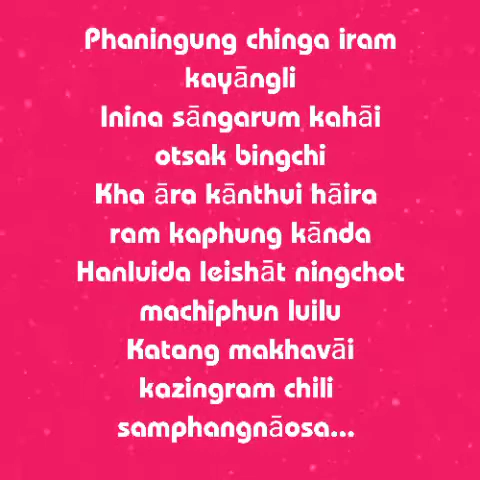 Phaningung chinga iram
kayāngli
Inina sāngarum kahāi
otsak bingchi
Kha āra kānthui hāira
ram kaphung kānda
Hanluida leishāt ningchot
machiphun luilu
Katang makhavāi
kazingram chili
samphangnāosa...